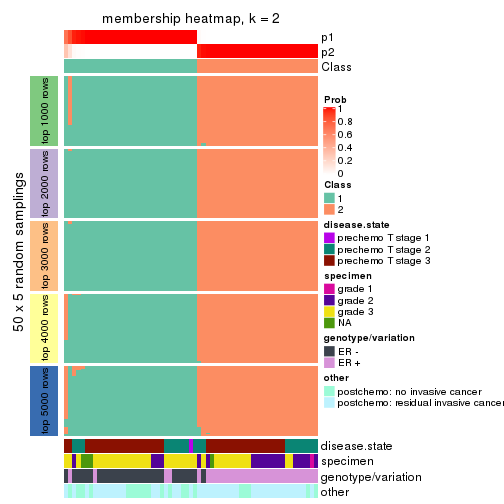 membership heatmap, k = 2
p1
p2
Class
50 x 5 random samplings
top 1000 rows
top 2000 rows
top 3000 rows
top 4000 rows
top 5000 rows
disease.state
specimen
genotype/variation
other
Prob
1
0.8
0.6
0.4
0.2
0
Class
1
2
disease.state
prechemo T stage 1
prechemo T stage 2
prechemo T stage 3
specimen
grade 1
grade 2
grade 3
NA
genotype/variation
ER -
ER +
other
postchemo: no invasive cancer
postchemo: residual invasive cancer